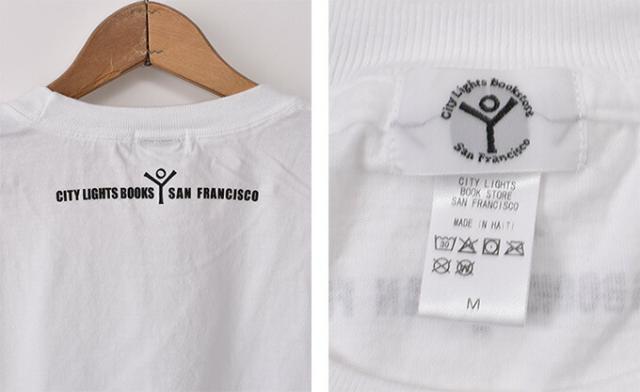 CITY LIGHTS BOOKS SAN FRANCISCO
City Lights Bookstore
San Francisco
CITY LIGHTS
BOOK STORE
SAN FRANCISCO
MADE IN HAITI
30
M